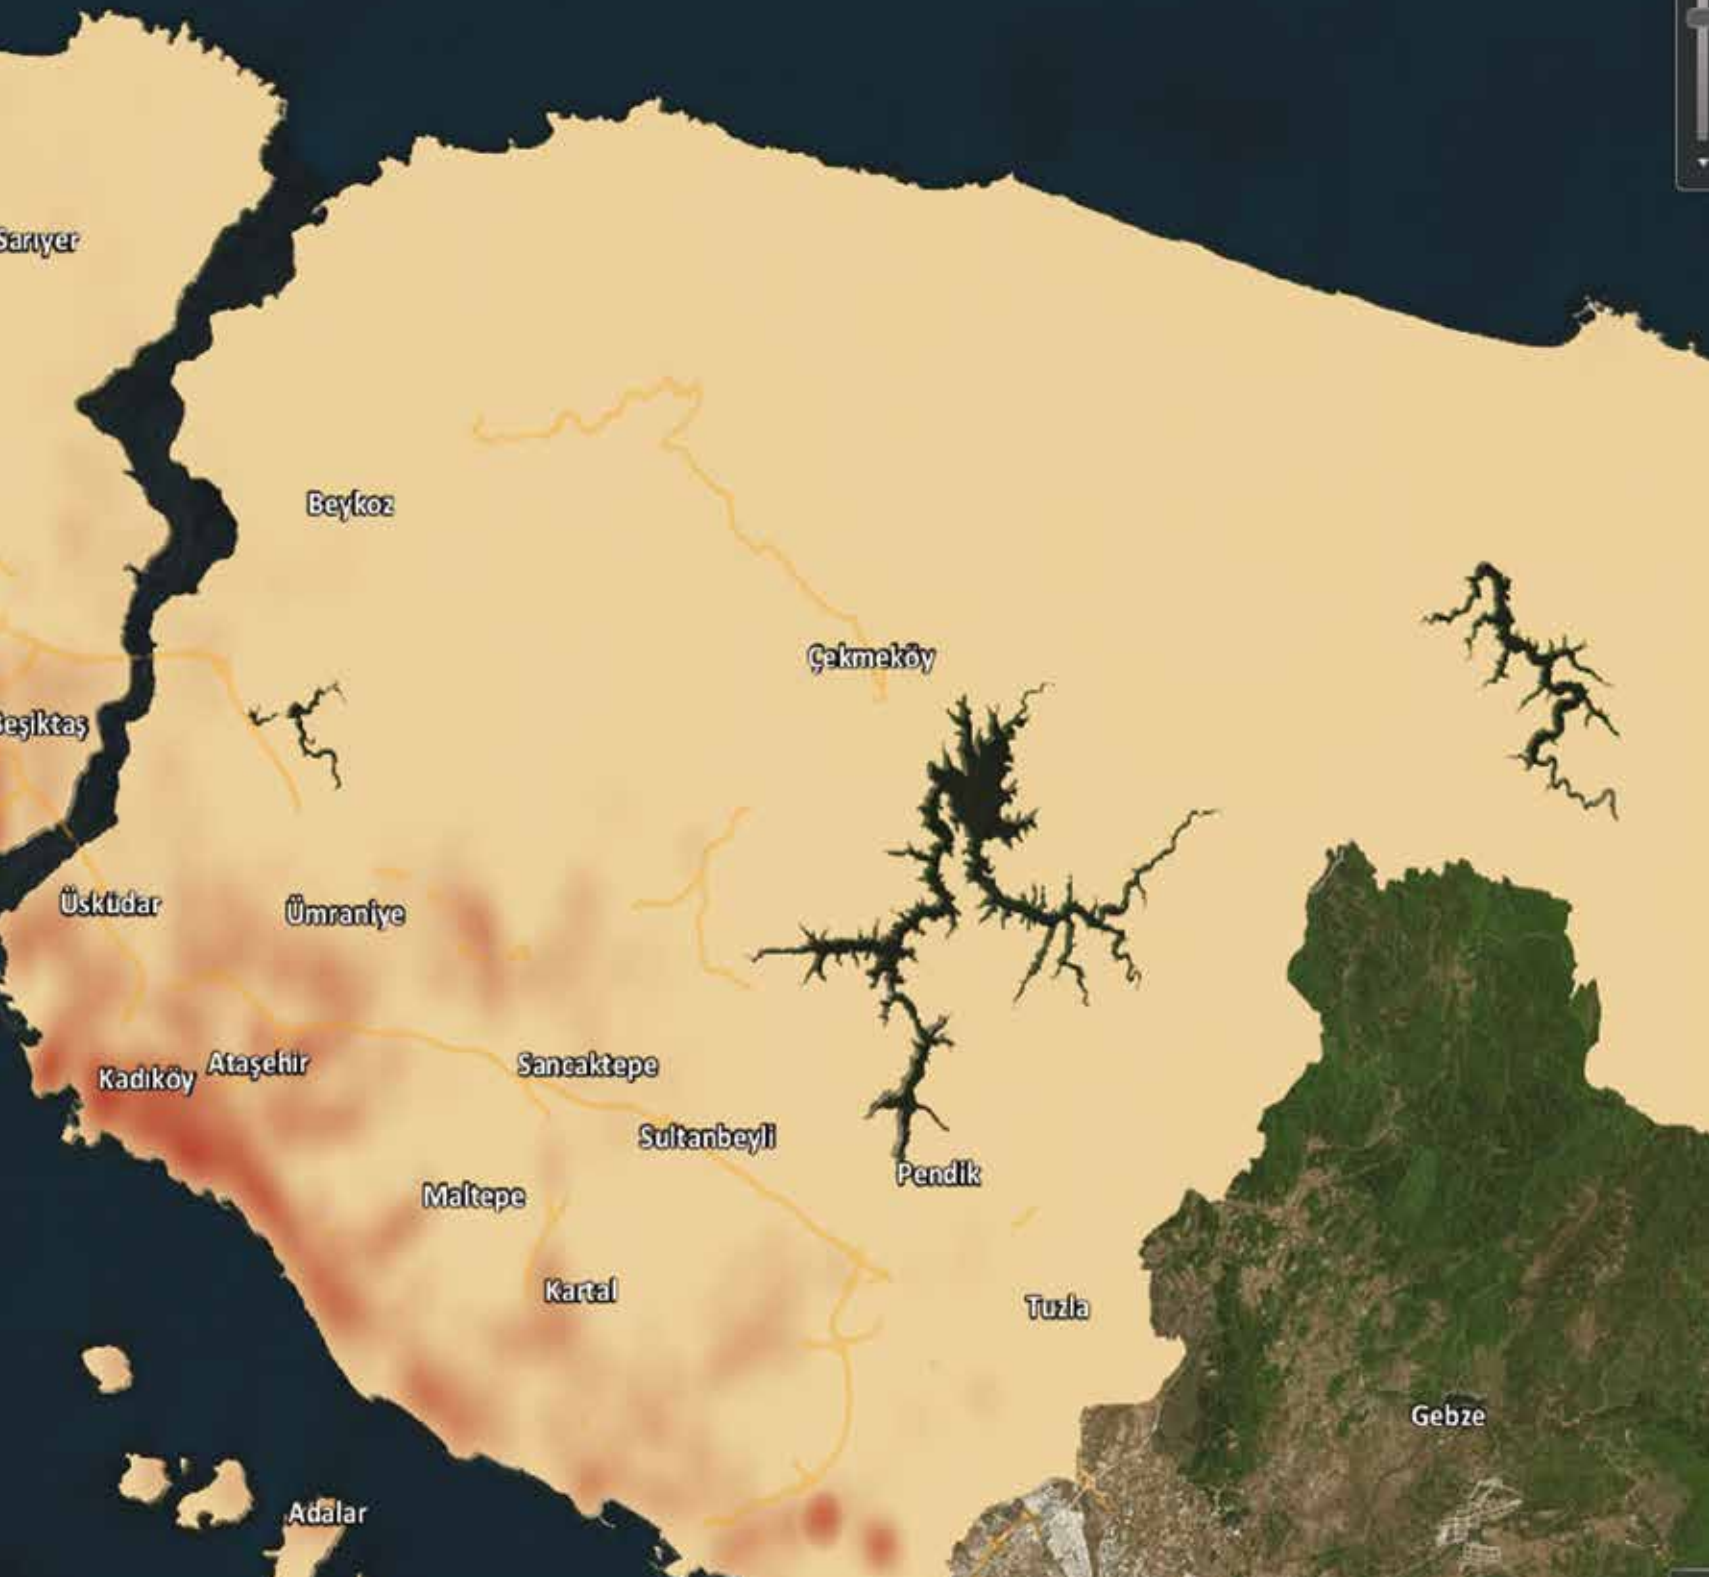 Sarıyer
Beykoz
Çekmeköy
Beşiktaş
Üsküdar
Ümraniye
Kadıköy
Ataşehir
Sancaktepe
Sultanbeyli
Pendik
Maltepe
Kartal
Tuzla
Gebze
Adalar